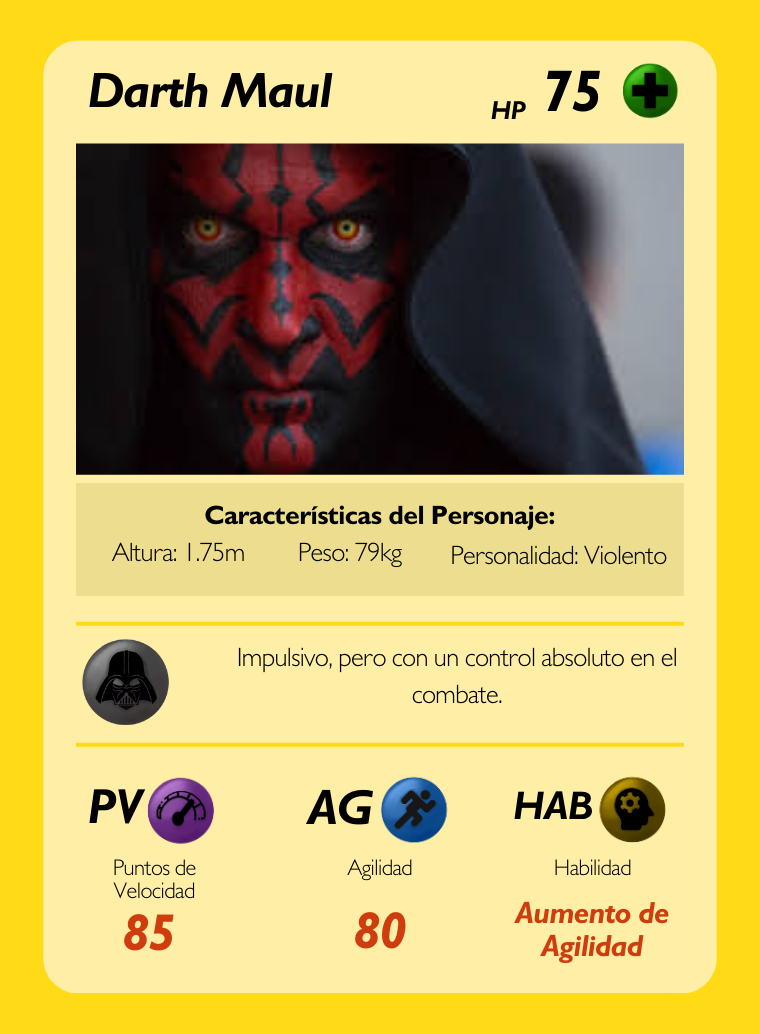 Darth Maul
HP 75
Características del Personaje:
Altura: 1.75m Peso: 79kg Personalidad: Violento
Impulsivo, pero con un control absoluto en el
combate.
PV AG HAB
Puntos de
Velocidad
Agilidad
Habilidad
85
80
Aumento de
Agilidad